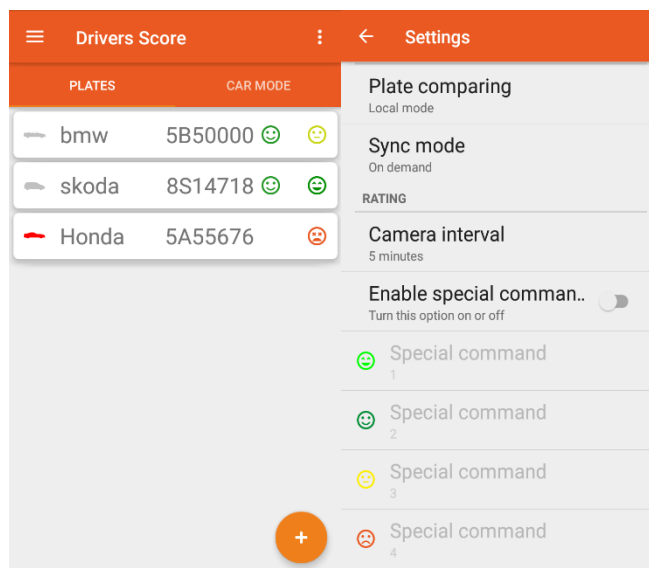 Drivers Score
PLATES CAR MODE
bmw 5B50000
skoda 8S14718
Honda 5A55676
+
Settings
Plate comparing
Local mode
Sync mode
On demand
RATING
Camera interval
5 minutes
Enable special comman..
Turn this option on or off
Special command
1
Special command
2
Special command
3
Special command
4